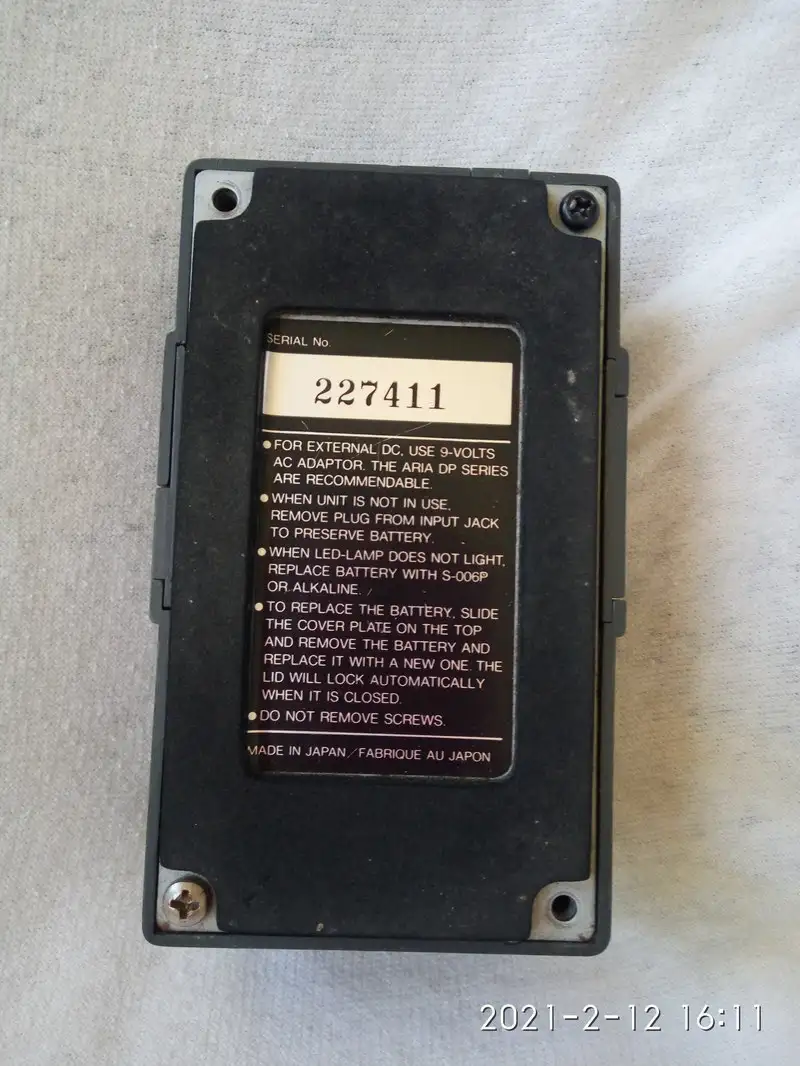 SERIAL No.
227411
●FOR EXTERNAL DC, USE 9-VOLTS
AC ADAPTOR. THE ARIA DP SERIES
ARE RECOMMENDABLE.
●WHEN UNIT IS NOT IN USE,
REMOVE PLUG FROM INPUT JACK
TO PRESERVE BATTERY.
●WHEN LED-LAMP DOES NOT LIGHT,
REPLACE BATTERY WITH S-006P
OR ALKALINE.
●TO REPLACE THE BATTERY, SLIDE
THE COVER PLATE ON THE TOP
AND REMOVE THE BATTERY AND
REPLACE IT WITH A NEW ONE. THE
LID WILL LOCK AUTOMATICALLY
WHEN IT IS CLOSED.
●DO NOT REMOVE SCREWS.
MADE IN JAPAN/FABRIQUE AU JAPON
2021-2-12 16:11